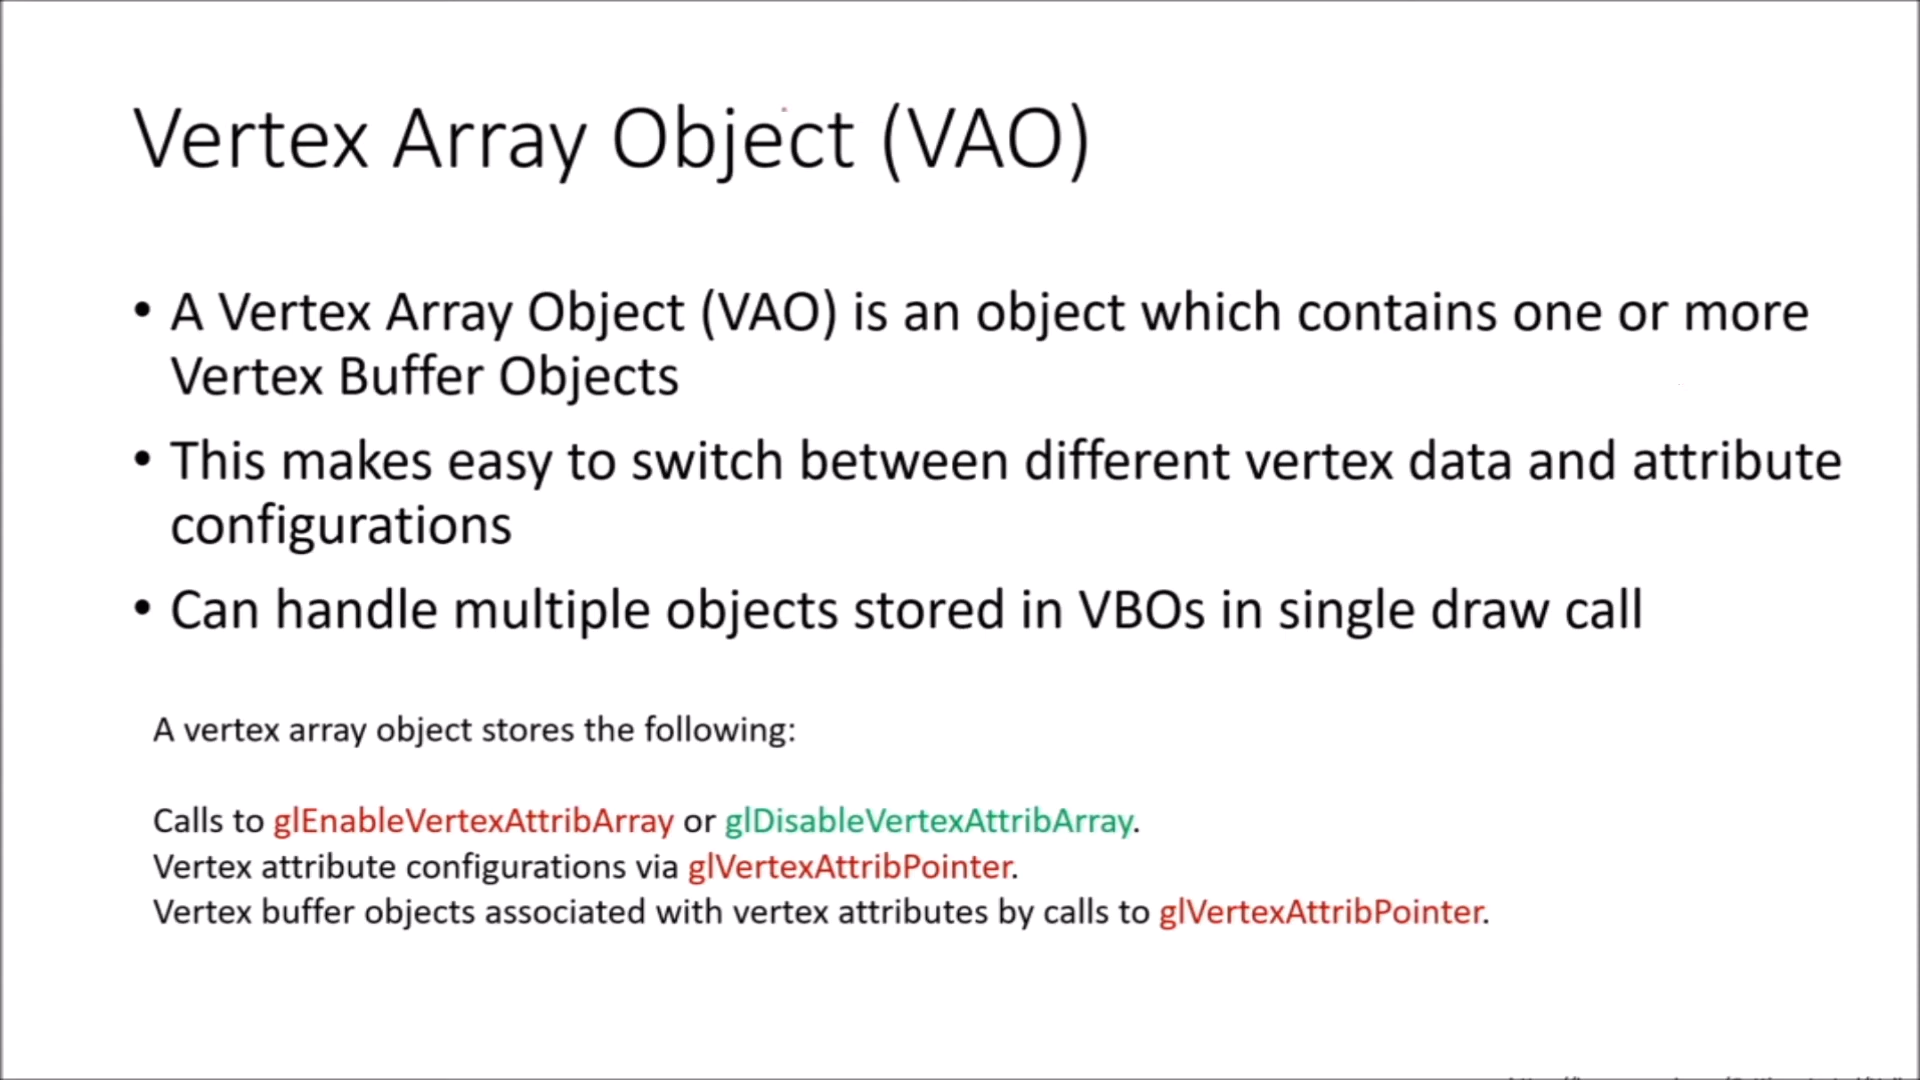 Vertex Array Object (VAO)
• A Vertex Array Object (VAO) is an object which contains one or more
Vertex Buffer Objects
• This makes easy to switch between different vertex data and attribute
configurations
• Can handle multiple objects stored in VBOs in single draw call
A vertex array object stores the following:
Calls to glEnableVertexAttribArray or glDisableVertexAttribArray.
Vertex attribute configurations via glVertexAttribPointer.
Vertex buffer objects associated with vertex attributes by calls to glVertexAttribPointer.